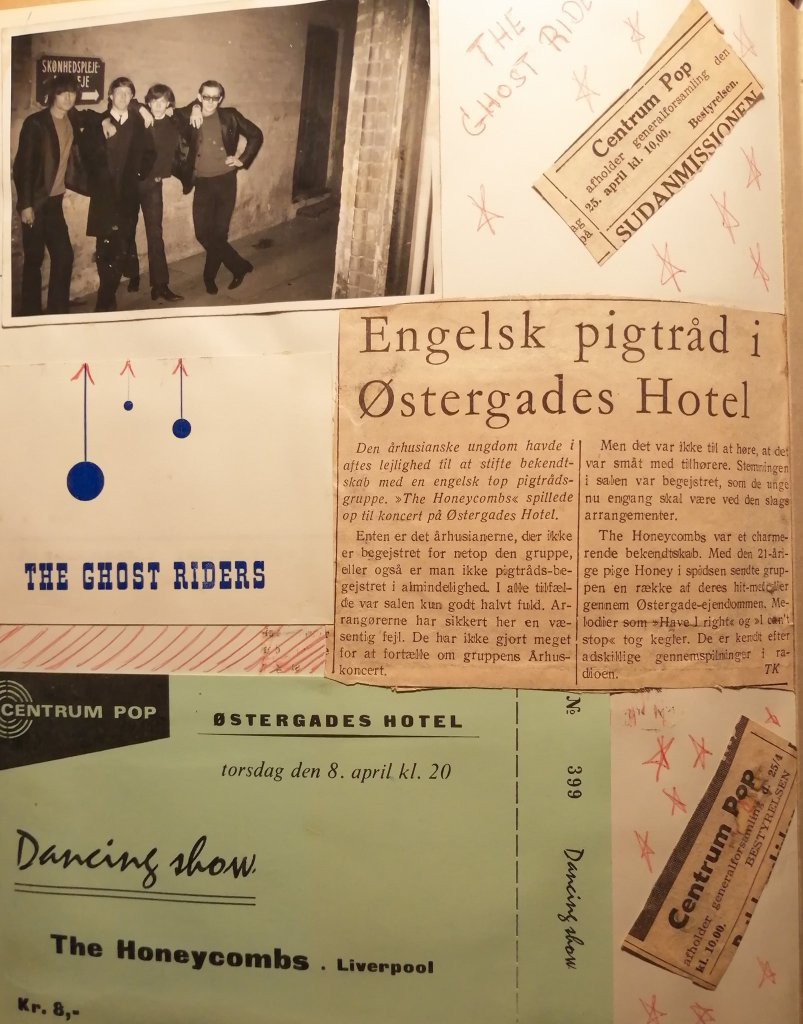 SKØNHEDSPLEJE-
THE
GHOST RIDE
Centrum Pop
afholder generalforsamling den
25. april kl. 10,00. Bestyrelsen.
ag
på
SUDANMISSIONEN
Engelsk pigtråd i
Østergades Hotel
Den århusianske ungdom havde i
aftes lejlighed til at stifte bekendt-
skab med en engelsk top pigtråds-
gruppe. »The Honeycombs« spillede
op til koncert på Østergades Hotel.
Enten er det århusianerne, der ikke
er begejstret for netop den gruppe,
eller også er man ikke pigtråds-be-
gejstret i almindelighed. I alle tilfæl-
de var salen kun godt halvt fuld. Ar-
rangørerne har sikkert her en væ-
sentlig fejl. De har ikke gjort meget
for at fortælle om gruppens Århus-
koncert.
Men det var ikke til at høre, at det
var småt med tilhørere. Stemningen
i salen var begejstret, som de unge
nu engang skal være ved den slags
arrangementer.
The Honeycombs var et charme-
rende bekendtskab. Med den 21-åri-
ge pige Honey i spidsen sendte grup-
pen en række af deres hit-melodier
gennem Østergade-ejendommen. Me-
lodier som »Have I right« og »I can't
stop« tog kegler. De er kendt efter
adskillige gennemspilninger i ra-
dioen. TK
THE GHOST RIDERS
CENTRUM POP
ØSTERGADES HOTEL
torsdag den 8. april kl. 20
Dancing show
The Honeycombs . Liverpool
Kr. 8,-
№ 399 Dancing show
Centrum Pop
afholder generalforsamling d. 25/4
kl. 10,00. BESTYRELSEN